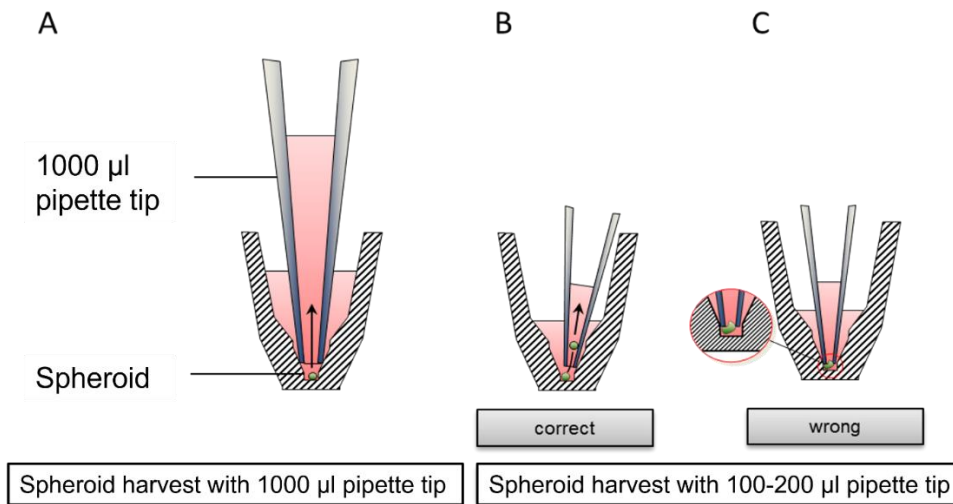 A
B
C
1000 µl
pipette tip
Spheroid
correct
wrong
Spheroid harvest with 1000 µl pipette tip
Spheroid harvest with 100-200 µl pipette tip